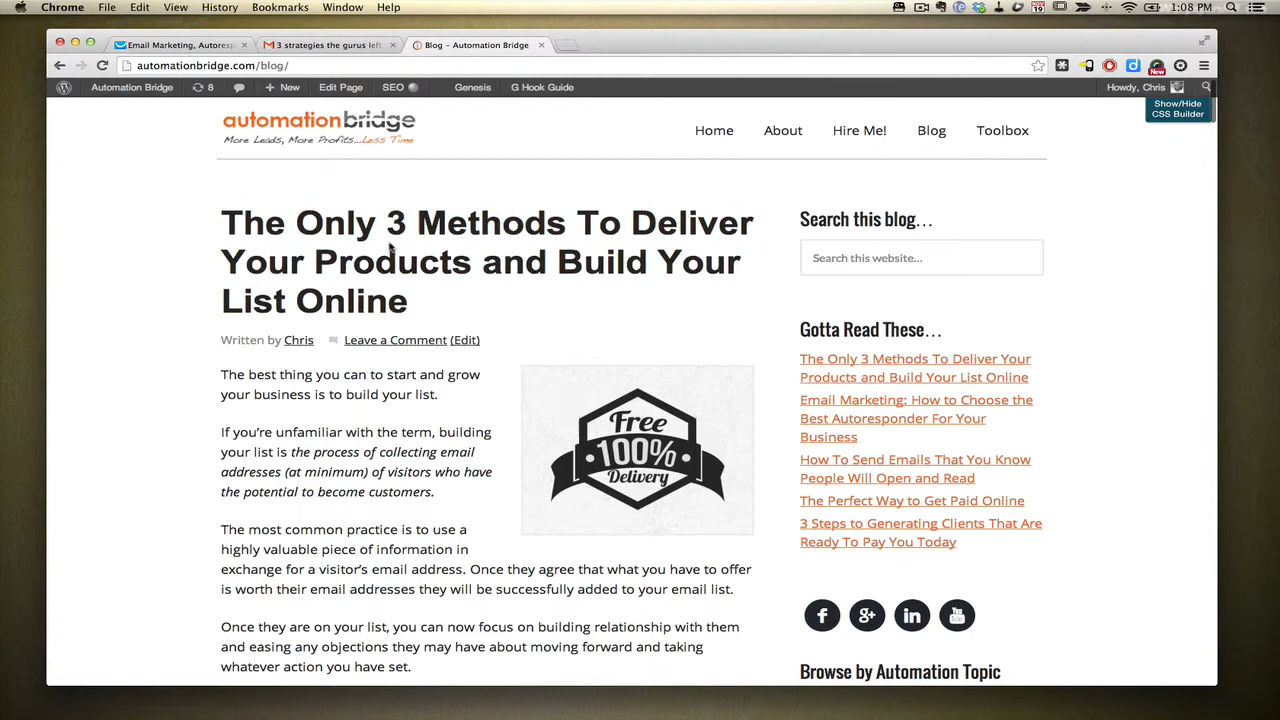 Chrome File Edit View History Bookmarks Window Help 19 1:08 PM
Email Marketing, Autoresp 3 strategies the gurus left Blog – Automation Bridge
automationbridge.com/blog/
New
Automation Bridge 8 New Edit Page SEO Genesis G Hook Guide Howdy, Chris
Show/Hide
CSS Builder
automationbridge
More Leads, More Profits...Less Time
Home About Hire Me! Blog Toolbox
The Only 3 Methods To Deliver
Your Products and Build Your
List Online
Written by Chris Leave a Comment (Edit)
The best thing you can to start and grow
your business is to build your list.
If you’re unfamiliar with the term, building
your list is the process of collecting email
addresses (at minimum) of visitors who have
the potential to become customers.
Free
100%
Delivery
The most common practice is to use a
highly valuable piece of information in
exchange for a visitor’s email address. Once they agree that what you have to offer
is worth their email addresses they will be successfully added to your email list.
Once they are on your list, you can now focus on building relationship with them
and easing any objections they may have about moving forward and taking
whatever action you have set.
Search this blog…
Search this website…
Gotta Read These…
The Only 3 Methods To Deliver Your
Products and Build Your List Online
Email Marketing: How to Choose the
Best Autoresponder For Your
Business
How To Send Emails That You Know
People Will Open and Read
The Perfect Way to Get Paid Online
3 Steps to Generating Clients That Are
Ready To Pay You Today
f g+ in You Tube
Browse by Automation Topic